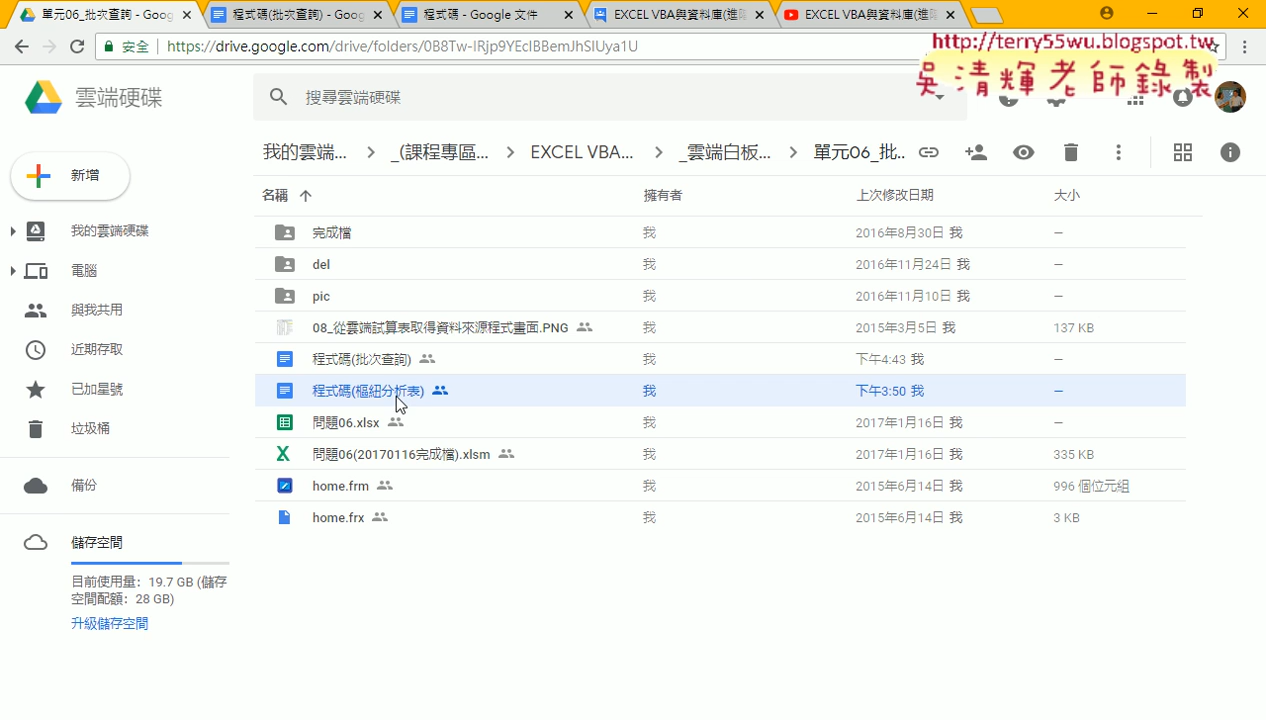 單元06_批次查詢 - Goog
程式碼(批次查詢) - Goog
程式碼 - Google 文件
EXCEL VBA與資料庫(進階
EXCEL VBA與資料庫(進
安全
https://drive.google.com/drive/folders/0B8Tw-IRjp9YEclBBemJhSlUya1U
http://terry55wu.blogspot.tw
吳清輝老師錄製
雲端硬碟
搜尋雲端硬碟
新增
我的雲端... > _(課程專區... > EXCEL VBA... > _雲端白板... > 單元06_批..
名稱 擁有者 上次修改日期 大小
完成檔 我 2016年8月30日 我 –
del 我 2016年11月24日 我 –
pic 我 2016年11月10日 我 –
08_從雲端試算表取得資料來源程式畫面.PNG 我 2015年3月5日 我 137 KB
程式碼(批次查詢) 我 下午4:43 我 –
程式碼(樞紐分析表) 我 下午3:50 我 –
問題06.xlsx 我 2017年1月16日 我 –
問題06(20170116完成檔).xlsm 我 2017年1月16日 我 335 KB
home.frm 我 2015年6月14日 我 996 個位元組
home.frx 我 2015年6月14日 我 3 KB
我的雲端硬碟
電腦
與我共用
近期存取
已加星號
垃圾桶
備份
儲存空間
目前使用量：19.7 GB (儲存
空間配額：28 GB)
升級儲存空間